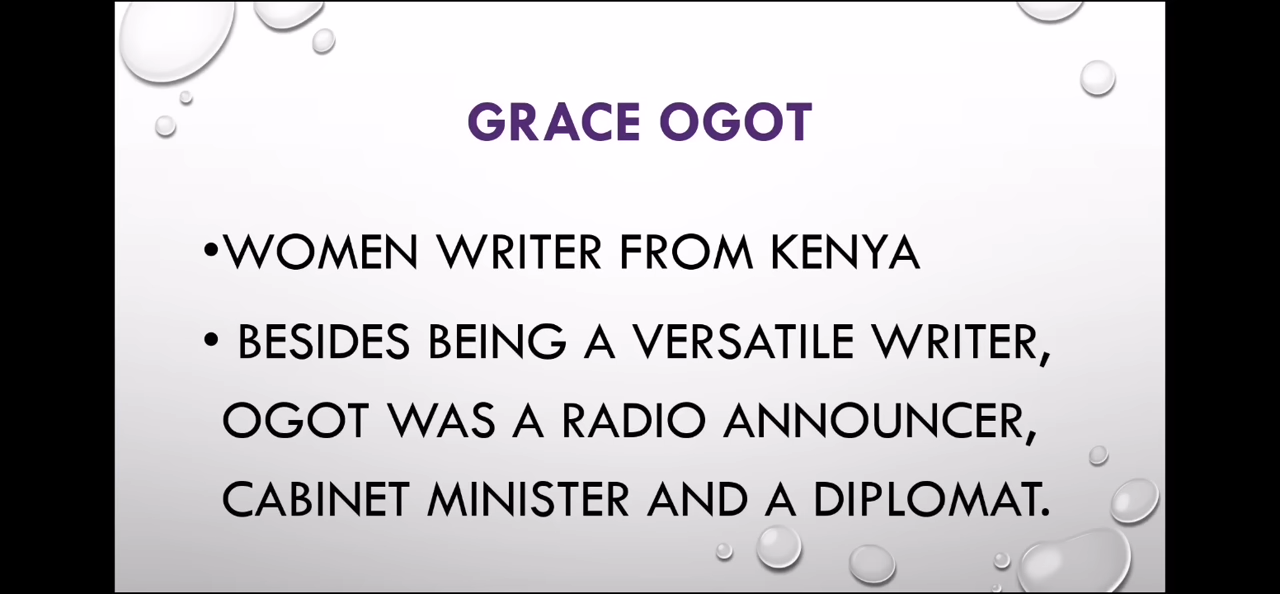 GRACE OGOT
•WOMEN WRITER FROM KENYA
• BESIDES BEING A VERSATILE WRITER,
OGOT WAS A RADIO ANNOUNCER,
CABINET MINISTER AND A DIPLOMAT.